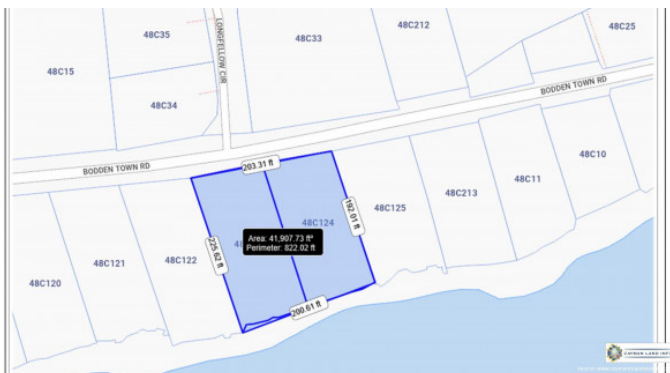 48C35
LONGFELLOW CIR
48C33
48C212
48C25
48C15
48C34
BODDEN TOWN RD
BODDEN TOWN RD
203.31 ft
48C10
48C11
48C213
48C125
192.01 ft
48C124
Area: 41,907.73 ft²
Perimeter: 822.02 ft
225.62 ft
48C122
48C121
48C120
200.61 ft
CAYMAN LAND INFO